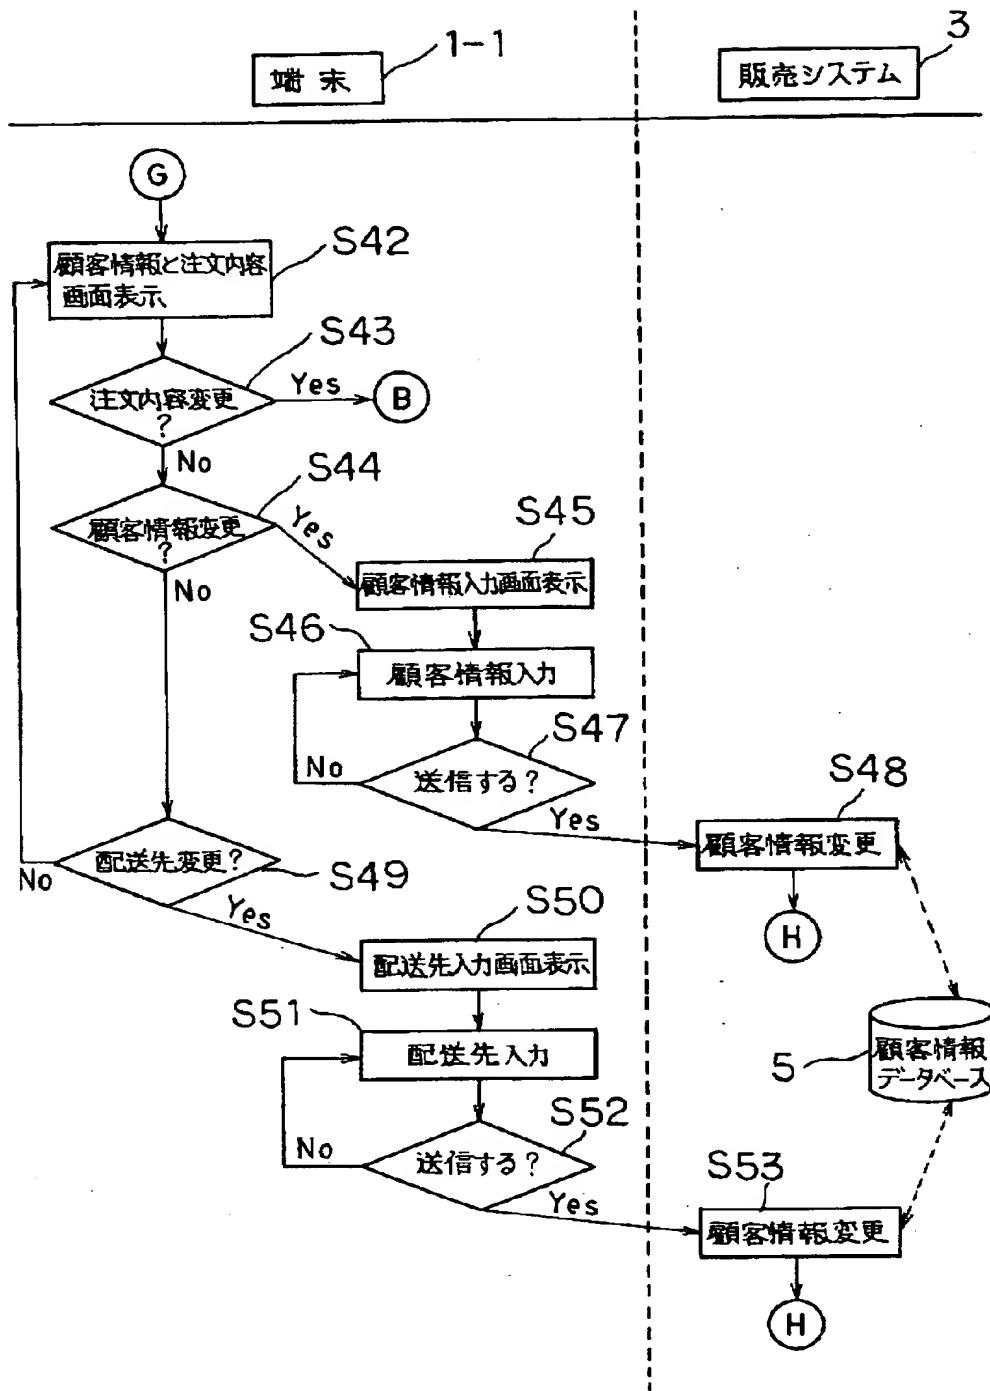 1-1
3
端末
販売システム
G
S42
顧客情報と注文内容
画面表示
S43
注文内容変更
?
Yes
B
No
S44
顧客情報変更
?
Yes
No
S45
顧客情報入力画面表示
S46
顧客情報入力
S47
送信する?
No
Yes
S48
顧客情報変更
H
配送先変更?
S49
No
Yes
S50
配送先入力画面表示
S51
配送先入力
5
顧客情報
データベース
S52
送信する?
No
Yes
S53
顧客情報変更
H